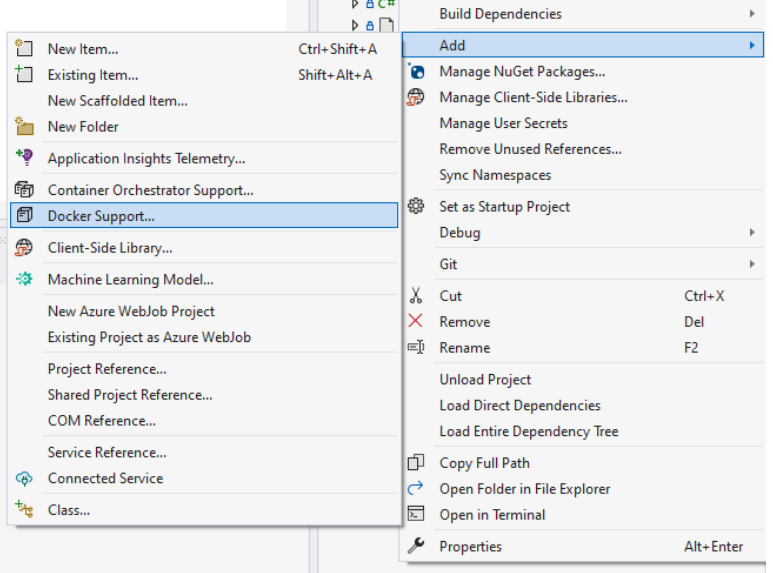 C#
Build Dependencies
Add
Manage NuGet Packages...
Manage Client-Side Libraries...
Manage User Secrets
Remove Unused References...
Sync Namespaces
Set as Startup Project
Debug
Git
Cut Ctrl+X
Remove Del
Rename F2
Unload Project
Load Direct Dependencies
Load Entire Dependency Tree
Copy Full Path
Open Folder in File Explorer
Open in Terminal
Properties Alt+Enter
New Item... Ctrl+Shift+A
Existing Item... Shift+Alt+A
New Scaffolded Item...
New Folder
Application Insights Telemetry...
Container Orchestrator Support...
Docker Support...
Client-Side Library...
Machine Learning Model...
New Azure WebJob Project
Existing Project as Azure WebJob
Project Reference...
Shared Project Reference...
COM Reference...
Service Reference...
Connected Service
Class...